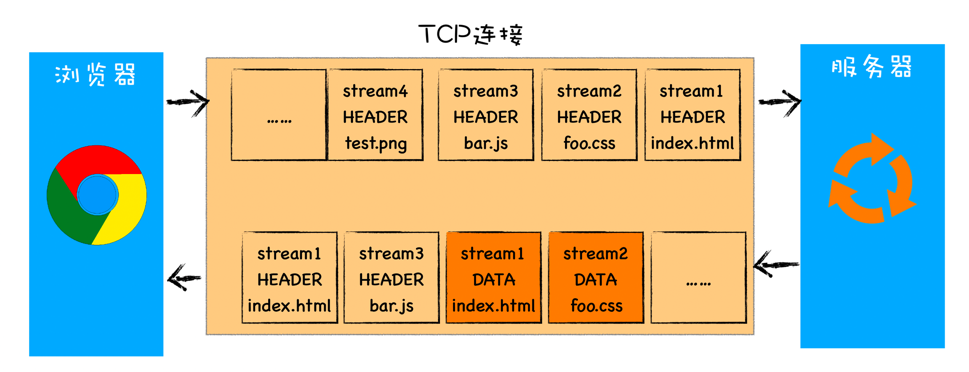 TCP连接
浏览器
服务器
……
stream4
HEADER
test.png
stream3
HEADER
bar.js
stream2
HEADER
foo.css
stream1
HEADER
index.html
stream1
HEADER
index.html
stream3
HEADER
bar.js
stream1
DATA
index.html
stream2
DATA
foo.css
……